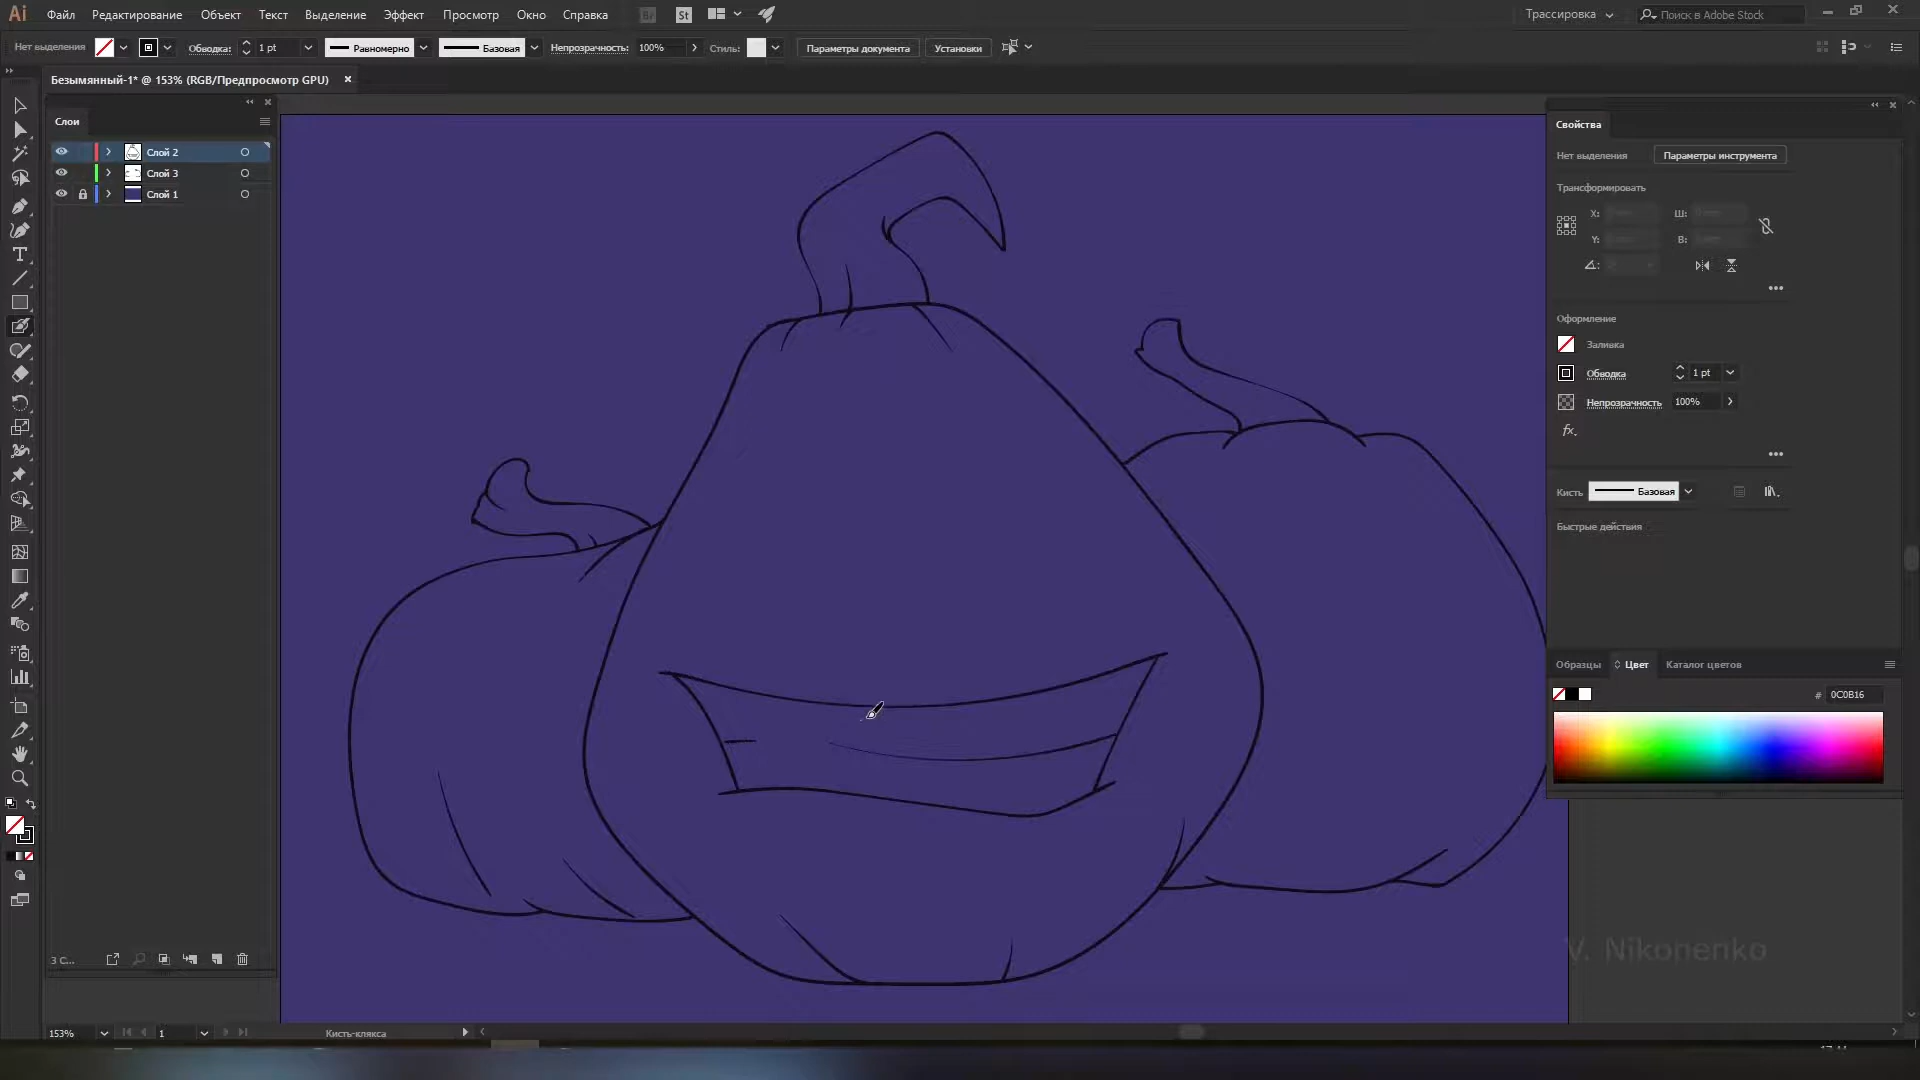 Ai Файл Редактирование Объект Текст Выделение Эффект Просмотр Окно Справка Br St Трассировка Поиск в Adobe Stock
Нет выделения Обводка: 1 pt Равномерно Базовая Непрозрачность: 100% Стиль: Параметры документа Установки
Безымянный-1* @ 153% (RGB/Предпросмотр GPU) ×
Слои
Слой 2
Слой 3
Слой 1
3 С...
Свойства
Нет выделения Параметры инструмента
Трансформировать
X: Ш:
Y: В:
Оформление
Заливка
Обводка 1 pt
Непрозрачность 100%
fx.
Кисть Базовая
Быстрые действия
Образцы Цвет Каталог цветов
# 0C0B16
V. Nikonenko
153% 1 Кисть-клякса